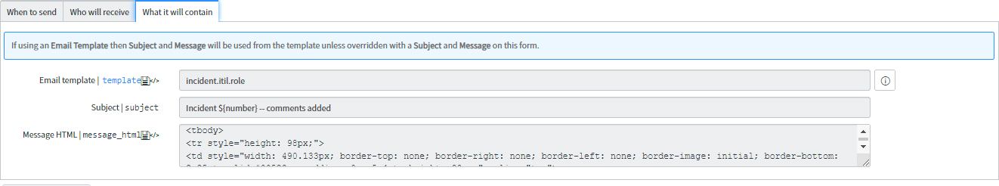 When to send Who will receive What it will contain
If using an Email Template then Subject and Message will be used from the template unless overridden with a Subject and Message on this form.
Email template | template </> incident.itil.role
Subject | subject Incident ${number} -- comments added
<tbody>
Message HTML | message_html </> <tr style="height: 98px;">
<td style="width: 490.133px; border-top: none; border-right: none; border-left: none; border-image: initial; border-bottom: